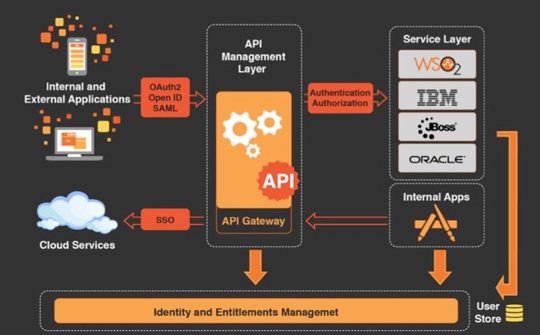 API
Management
Layer
Service Layer
WSO2
IBM
JBoss
ORACLE
Internal and
External Applications
OAuth2
Open ID
SAML
Authentication
Authorization
API
API Gateway
Internal Apps
SSO
Cloud Services
Identity and Entitlements Managemet
User
Store